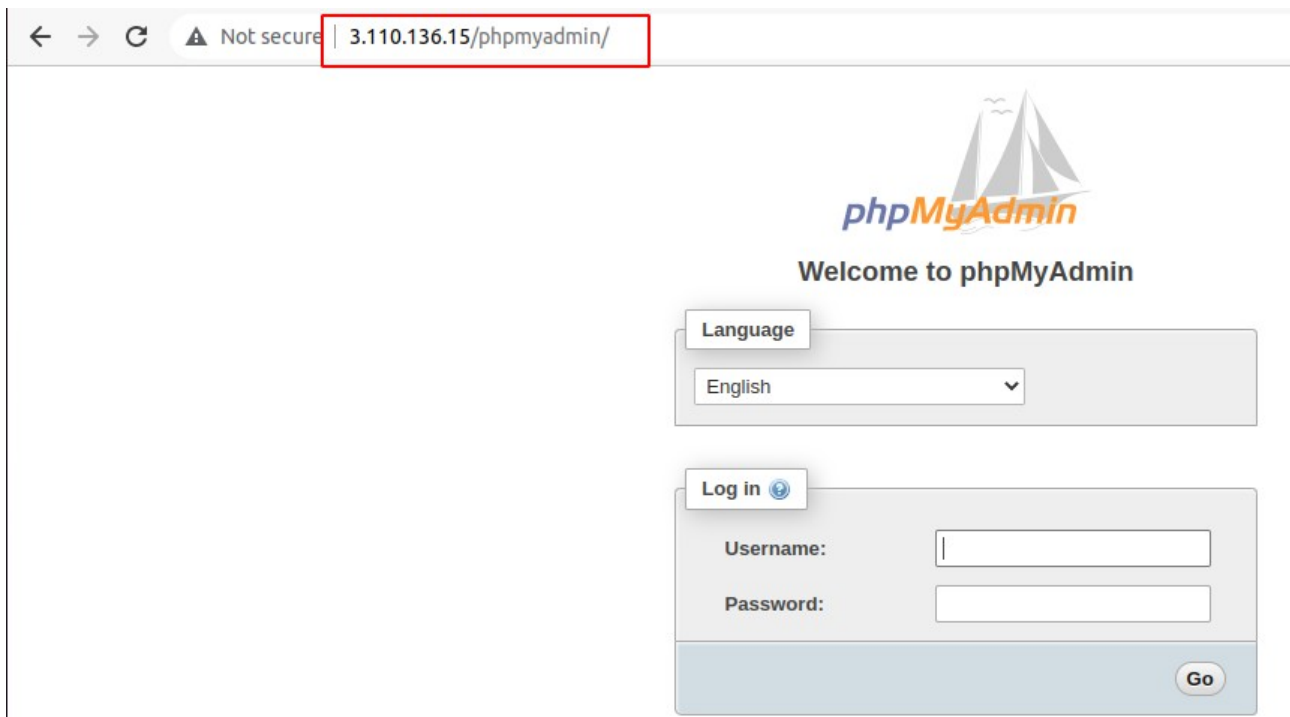 Not secure 3.110.136.15/phpmyadmin/
phpMyAdmin
Welcome to phpMyAdmin
Language
English
Log in
Username:
Password:
Go